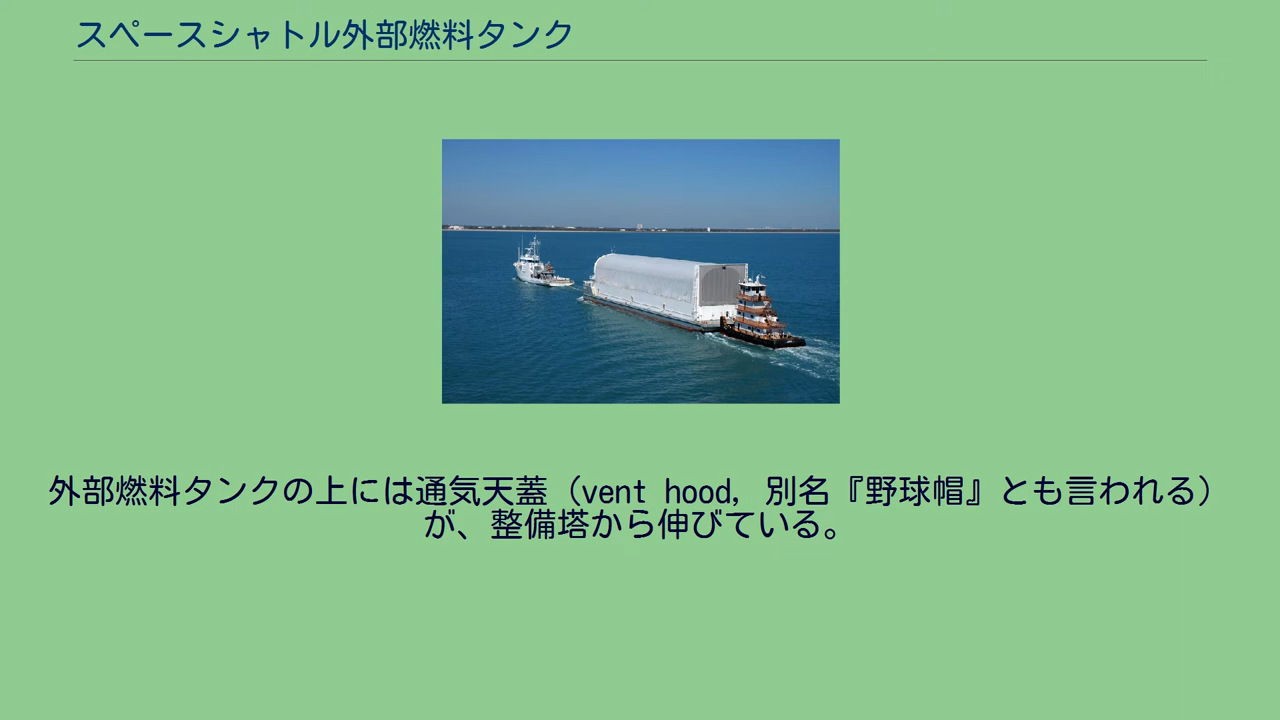 スペースシャトル外部燃料タンク
外部燃料タンクの上には通気天蓋（vent hood, 別名『野球帽』とも言われる）
が、整備塔から伸びている。